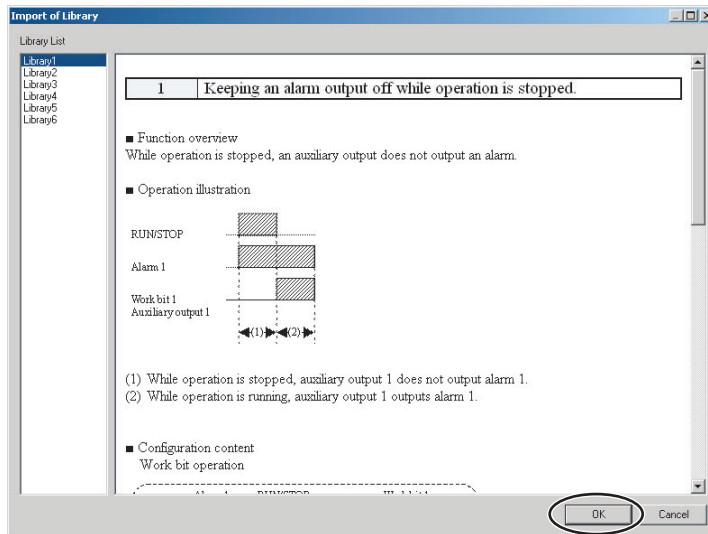 Import of Library
Library List
Library1
Library2
Library3
Library4
Library5
Library6
1 Keeping an alarm output off while operation is stopped.
■ Function overview
While operation is stopped, an auxiliary output does not output an alarm.
■ Operation illustration
RUN/STOP
Alarm 1
Work bit 1
Auxiliary output 1
(1) (2)
(1) While operation is stopped, auxiliary output 1 does not output alarm 1.
(2) While operation is running, auxiliary output 1 outputs alarm 1.
■ Configuration content
Work bit operation
OK Cancel